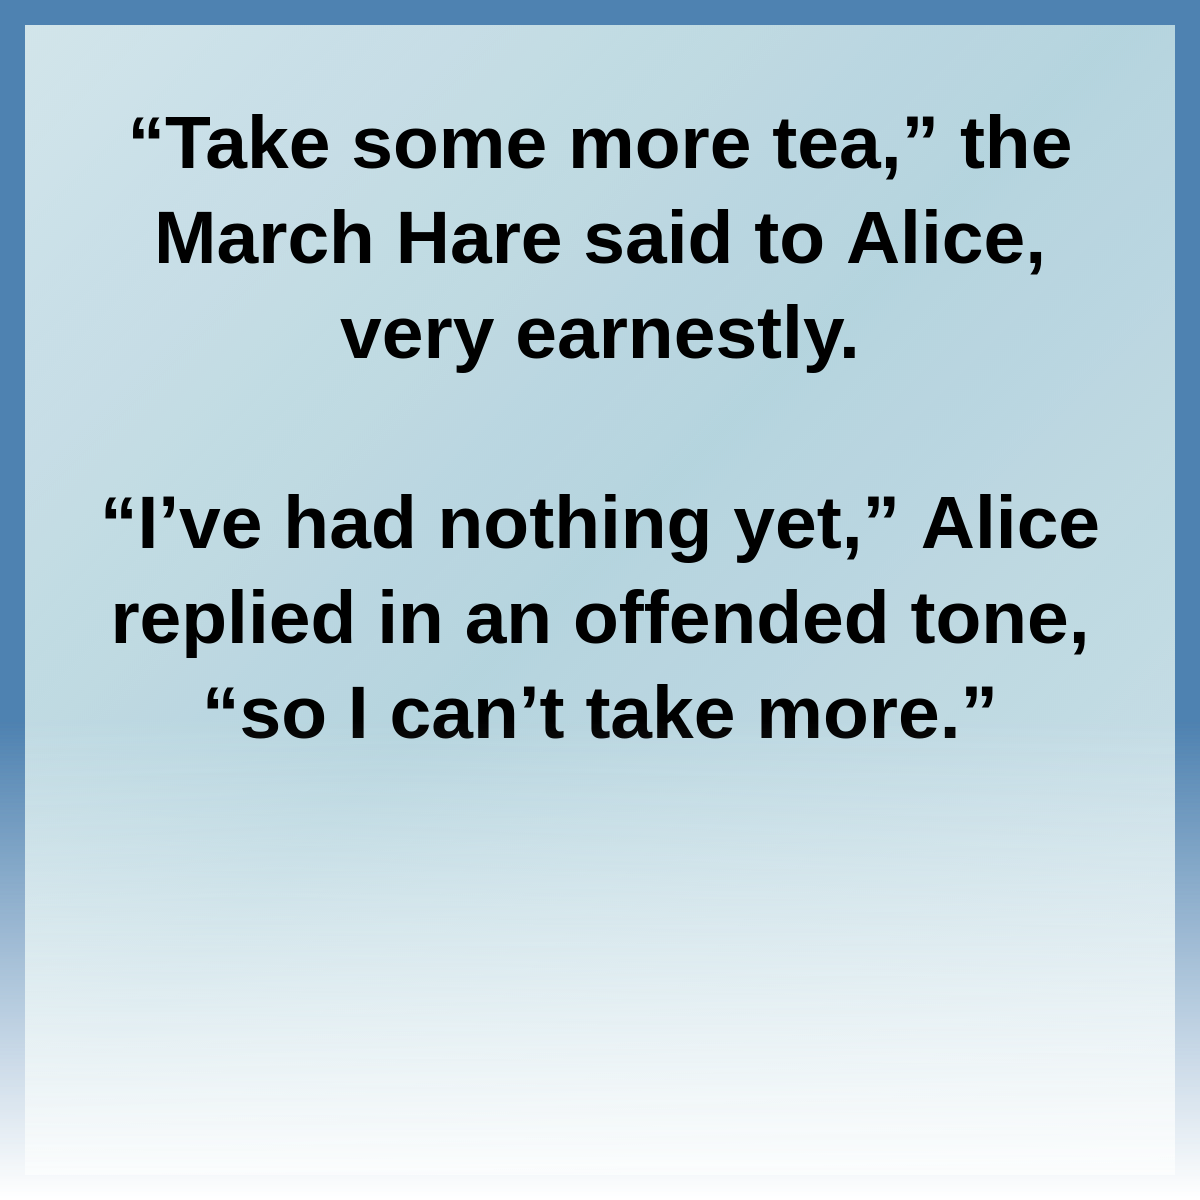 “Take some more tea,” the
March Hare said to Alice,
very earnestly.
“I’ve had nothing yet,” Alice
replied in an offended tone,
“so I can’t take more.”